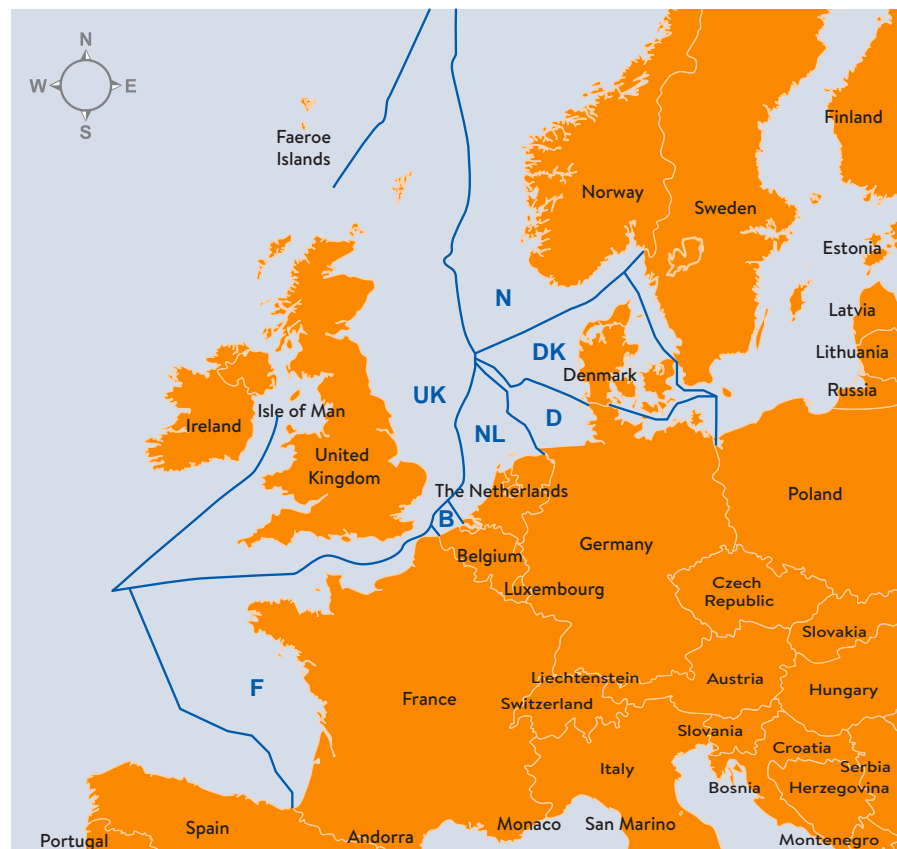 N
W
E
S
Faeroe
Islands
Finland
Norway
Sweden
Estonia
N
Latvia
DK
Lithuania
Denmark
Russia
UK
Isle of Man
D
Ireland
NL
United
Kingdom
The Netherlands
Poland
B
Germany
Belgium
Luxembourg
Czech
Republic
Slovakia
Liechtenstein
Austria
F
France
Switzerland
Hungary
Slovania
Croatia
Italy
Serbia
Bosnia
Herzegovina
Monaco
San Marino
Spain
Andorra
Portugal
Montenegro